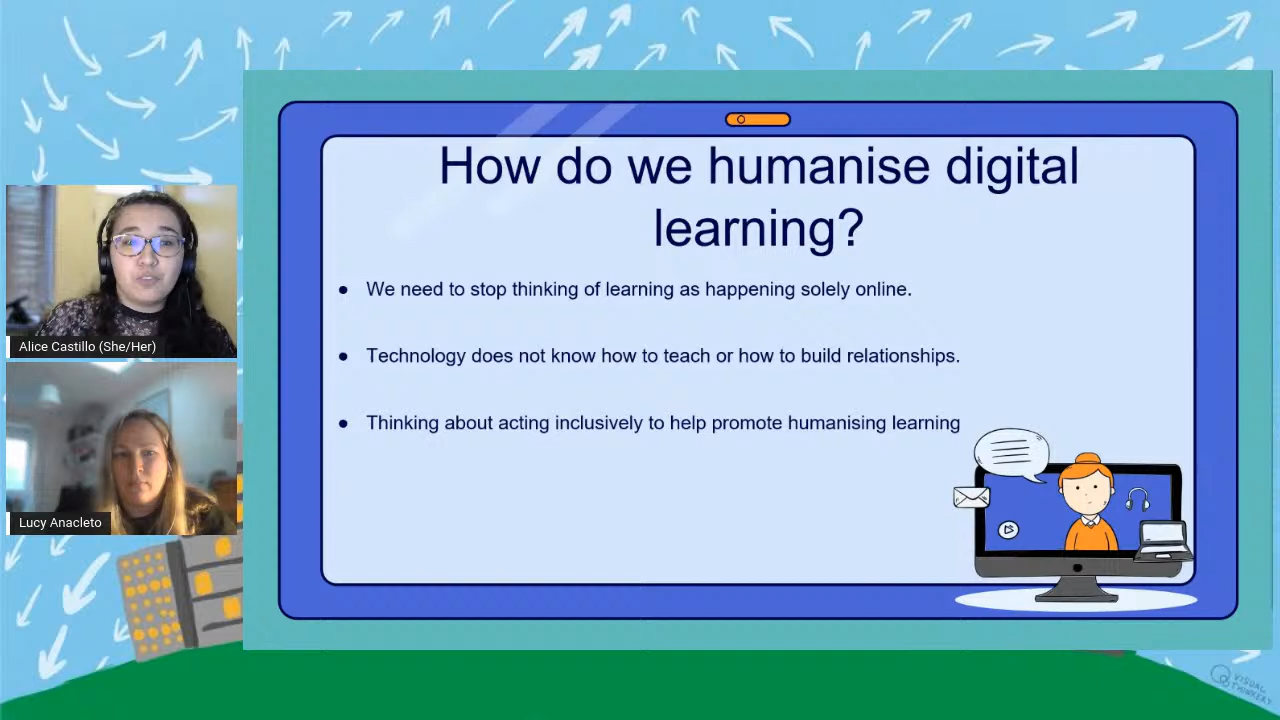 How do we humanise digital
learning?
● We need to stop thinking of learning as happening solely online.
● Technology does not know how to teach or how to build relationships.
● Thinking about acting inclusively to help promote humanising learning
Alice Castillo (She/Her)
Lucy Anacleto
VISUAL
THINKERY